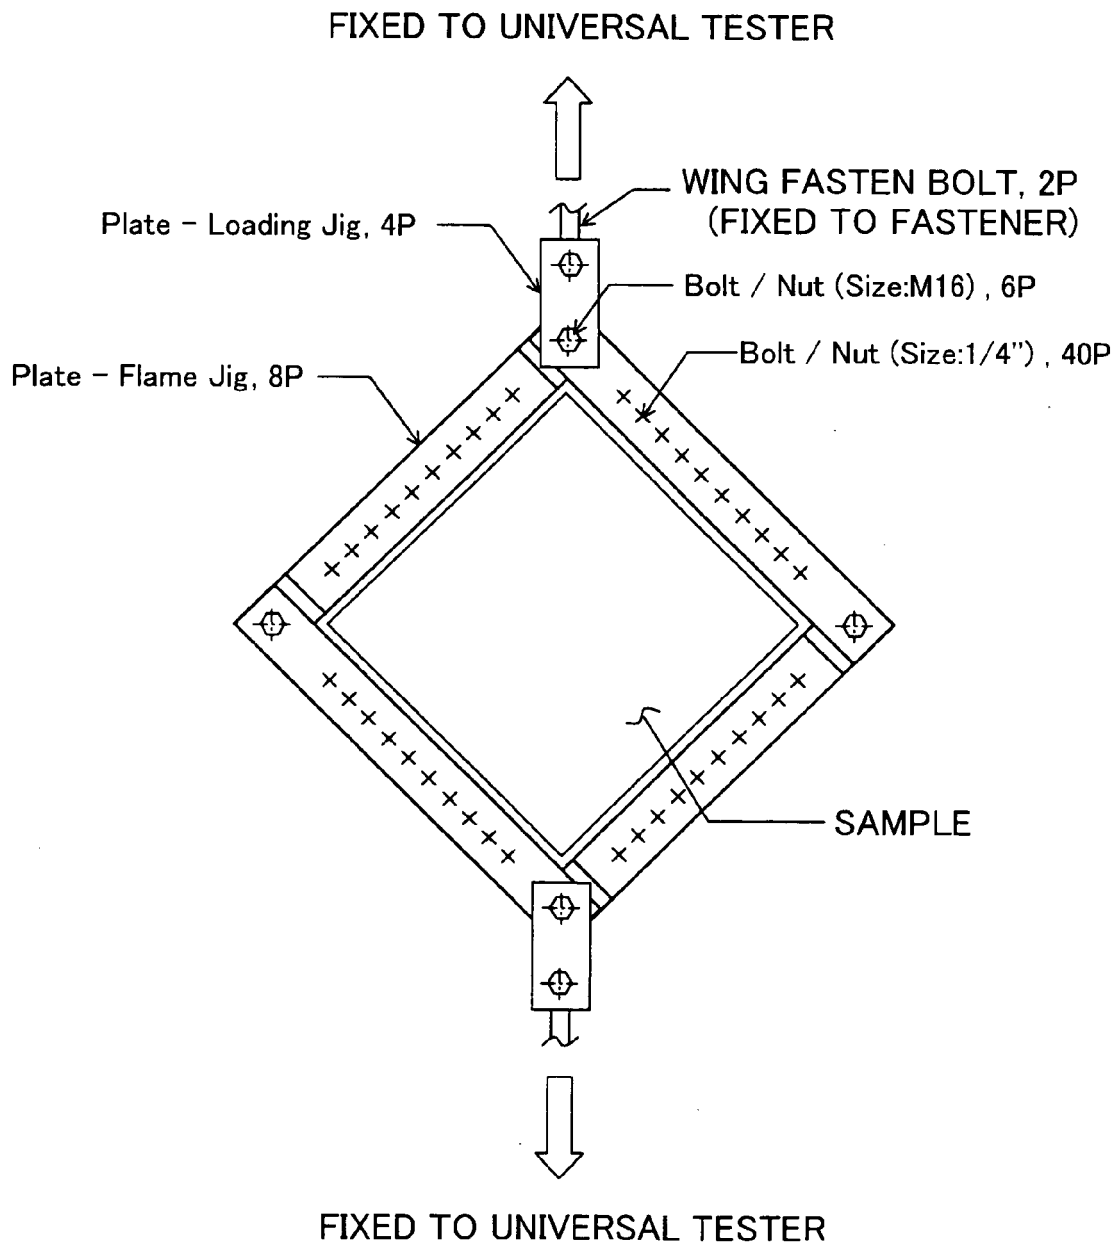 FIXED TO UNIVERSAL TESTER
WING FASTEN BOLT, 2P
(FIXED TO FASTENER)
Plate - Loading Jig, 4P
Bolt / Nut (Size:M16) , 6P
Bolt / Nut (Size:1/4") , 40P
Plate - Flame Jig, 8P
SAMPLE
FIXED TO UNIVERSAL TESTER